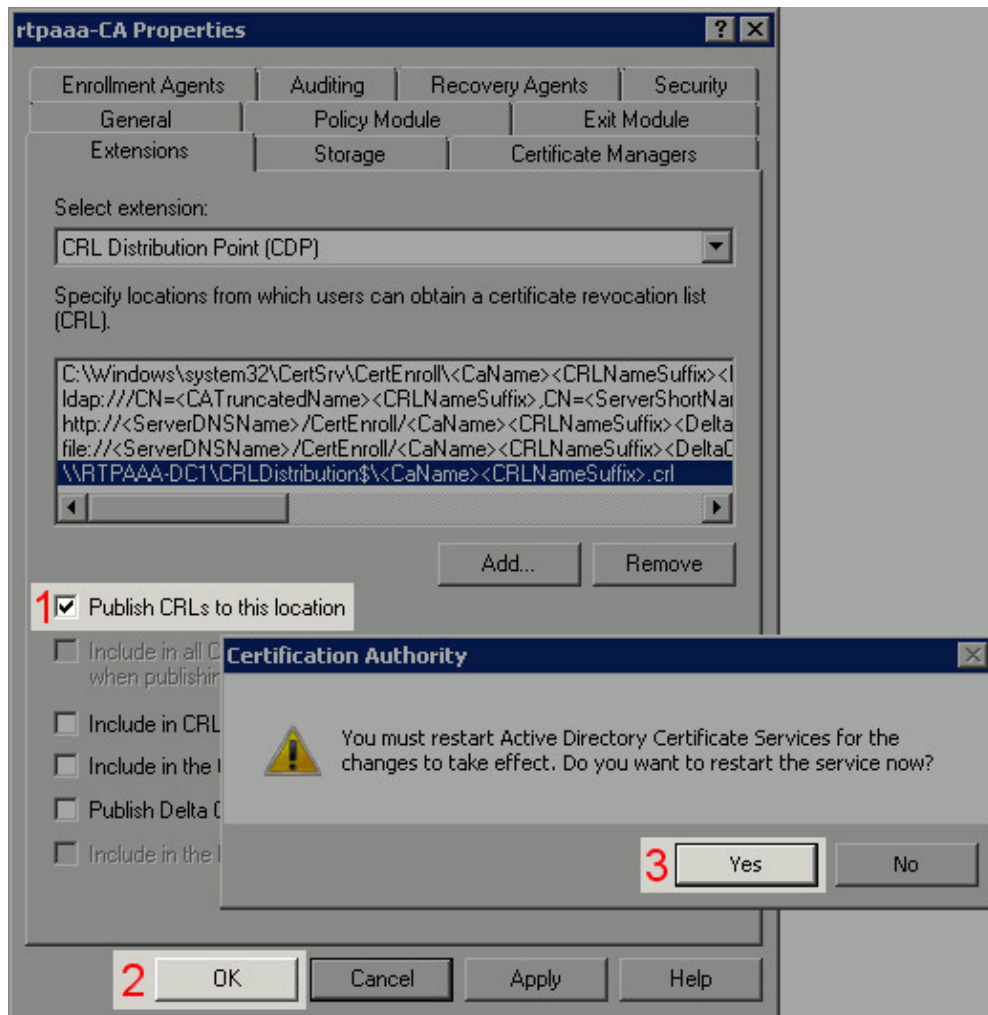 rtpaaa-CA Properties
Enrollment Agents Auditing Recovery Agents Security
General Policy Module Exit Module
Extensions Storage Certificate Managers
Select extension:
CRL Distribution Point (CDP)
Specify locations from which users can obtain a certificate revocation list
(CRL).
C:\Windows\system32\CertSrv\CertEnroll\<CaName><CRLNameSuffix><
ldap:///CN=<CATruncatedName><CRLNameSuffix>,CN=<ServerShortNa
http://<ServerDNSName>/CertEnroll/<CaName><CRLNameSuffix><Delta
file://<ServerDNSName>/CertEnroll/<CaName><CRLNameSuffix><Delta
\\RTPAAA-DC1\CRLDistribution$\<CaName><CRLNameSuffix>.crl
Add... Remove
1 Publish CRLs to this location
Include in all C
when publishin
Certification Authority
Include in CRL
You must restart Active Directory Certificate Services for the
changes to take effect. Do you want to restart the service now?
Include in the
Publish Delta C
Include in the
3 Yes No
2 OK Cancel Apply Help